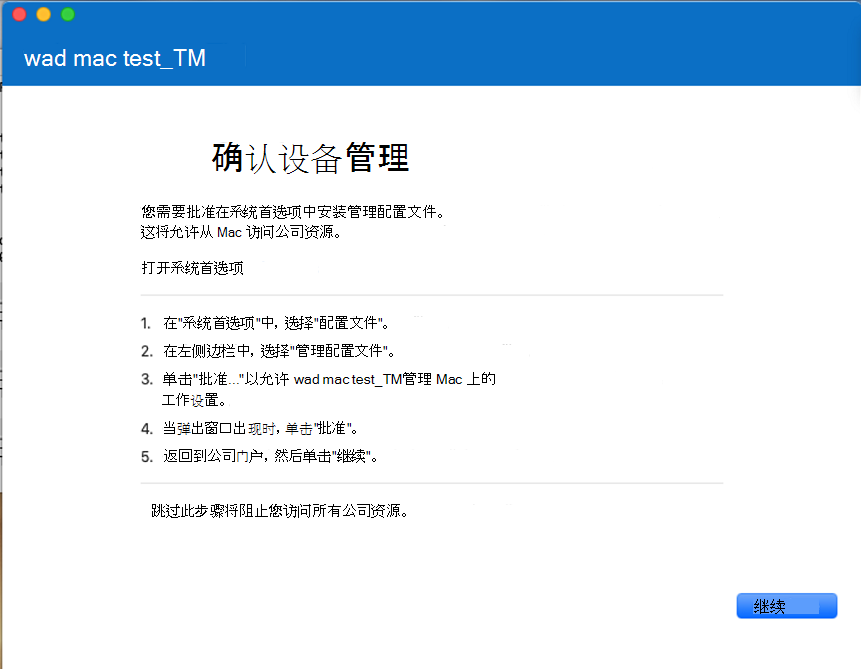 wad mac test_TM
确认设备管理
您需要批准在系统首选项中安装管理配置文件。
这将允许从 Mac 访问公司资源。
打开系统首选项
1. 在"系统首选项"中, 选择"配置文件"。
2. 在左侧边栏中, 选择"管理配置文件"。
3. 单击"批准..."以允许 wad mac test_TM管理 Mac 上的
工作设置。
4. 当弹出窗口出现时, 单击"批准"。
5. 返回到公司门户, 然后单击"继续"。
跳过此步骤将阻止您访问所有公司资源。
继续